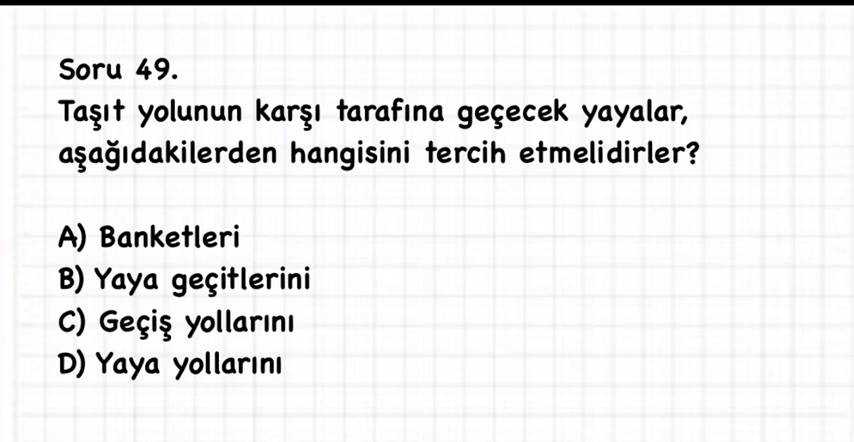 Soru 49.
Taşıt yolunun karşı tarafına geçecek yayalar,
aşağıdakilerden hangisini tercih etmelidirler?
A) Banketleri
B) Yaya geçitlerini
C) Geçiş yollarını
D) Yaya yollarını